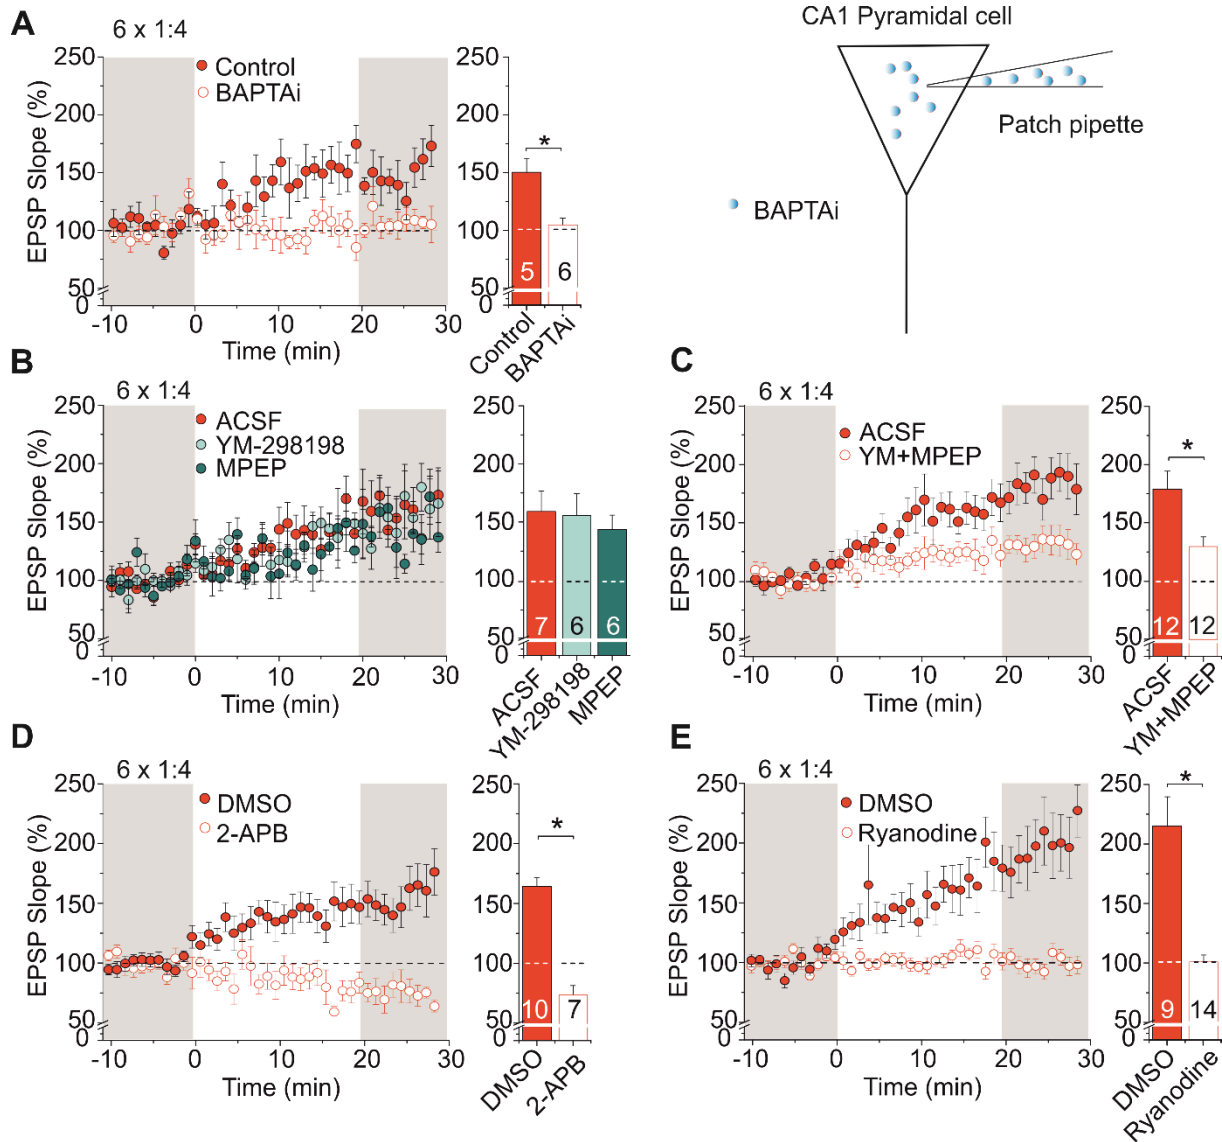 A
6 x 1:4
250
200
150
100
50
0
EPSP Slope (%)
Control
BAPTAi
-10 0 10 20 30
Time (min)
250
200
150
100
50
0
*
5 6
Control
BAPTAi
CA1 Pyramidal cell
Patch pipette
BAPTAi
B
6 x 1:4
250
200
150
100
50
0
EPSP Slope (%)
ACSF
YM-298198
MPEP
-10 0 10 20 30
Time (min)
250
200
150
100
50
0
7 6 6
ACSF
YM-298198
MPEP
C
6 x 1:4
250
200
150
100
50
0
EPSP Slope (%)
ACSF
YM+MPEP
-10 0 10 20 30
Time (min)
250
200
150
100
50
0
*
12 12
ACSF
YM+MPEP
D
6 x 1:4
250
200
150
100
50
0
EPSP Slope (%)
DMSO
2-APB
-10 0 10 20 30
Time (min)
250
200
150
100
50
0
*
10 7
DMSO
2-APB
E
6 x 1:4
250
200
150
100
50
0
EPSP Slope (%)
DMSO
Ryanodine
-10 0 10 20 30
Time (min)
250
200
150
100
50
0
*
9 14
DMSO
Ryanodine